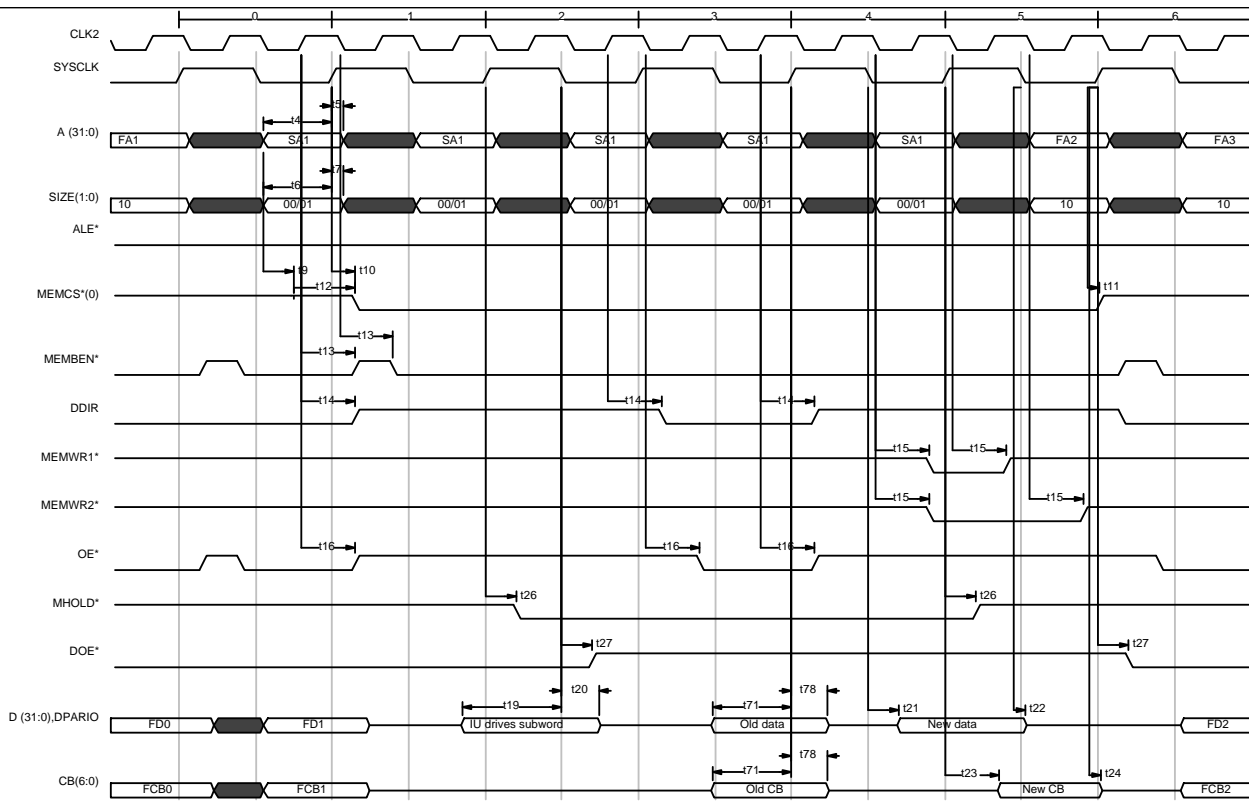 0 1 2 3 4 5 6
CLK2
SYSCLK
t5
t4
A (31:0) FA1 SA1 SA1 SA1 SA1 SA1 FA2 FA3
t7
t6
SIZE(1:0) 10 00/01 00/01 00/01 00/01 00/01 10 10
ALE*
t9 t10
t12 t11
MEMCS*(0)
t13
t13
MEMBEN*
t14 t14 t14
DDIR
t15 t15
MEMWR1*
t15 t15
MEMWR2*
t16 t16 t16
OE*
t26 t26
MHOLD*
t27 t27
DOE*
t20 t78
t19 t71 t21 t22
D (31:0),DPARIO FD0 FD1 IU drives subword Old data New data FD2
t78
t71 t23 t24
CB(6:0) FCB0 FCB1 Old CB New CB FCB2